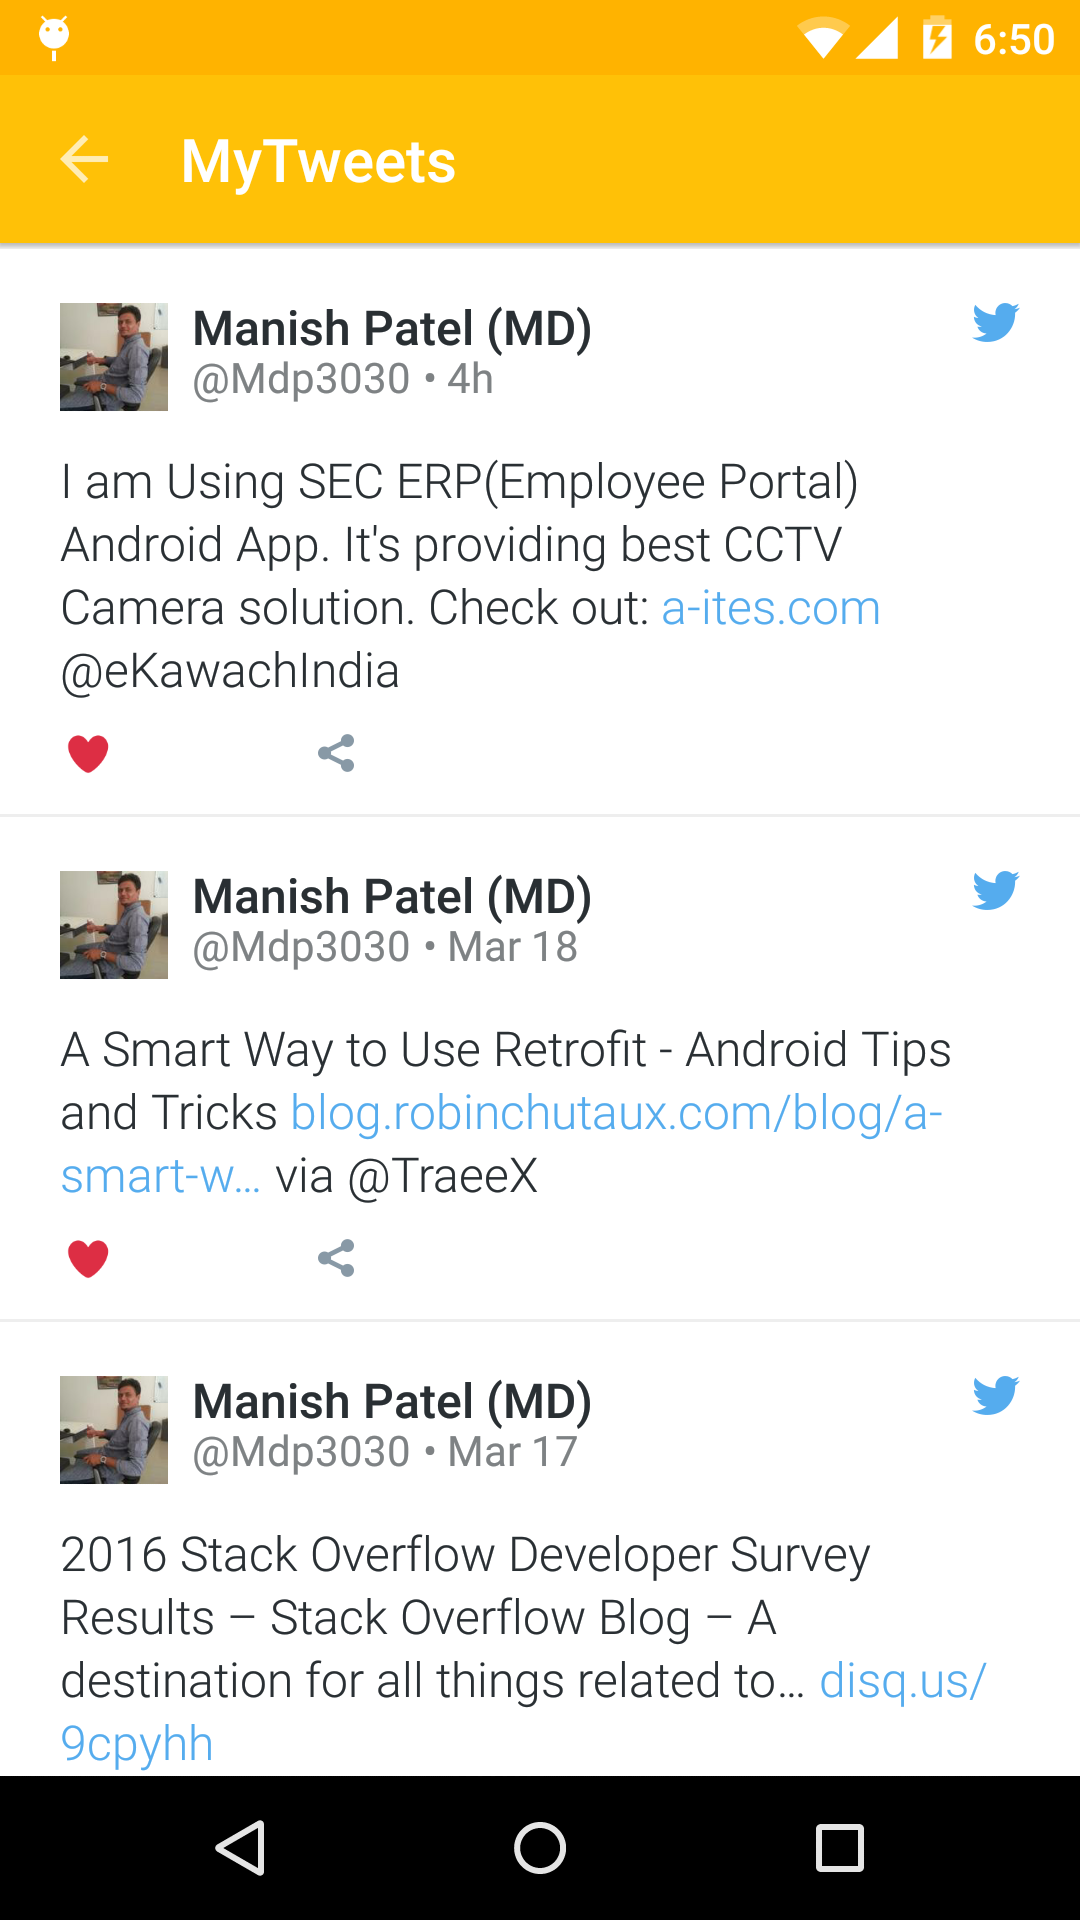 6:50
MyTweets
Manish Patel (MD)
@Mdp3030 • 4h
I am Using SEC ERP(Employee Portal)
Android App. It's providing best CCTV
Camera solution. Check out: a-ites.com
@eKawachIndia
Manish Patel (MD)
@Mdp3030 • Mar 18
A Smart Way to Use Retrofit - Android Tips
and Tricks blog.robinchutaux.com/blog/a-
smart-w… via @TraeeX
Manish Patel (MD)
@Mdp3030 • Mar 17
2016 Stack Overflow Developer Survey
Results – Stack Overflow Blog – A
destination for all things related to… disq.us/
9cpyhh